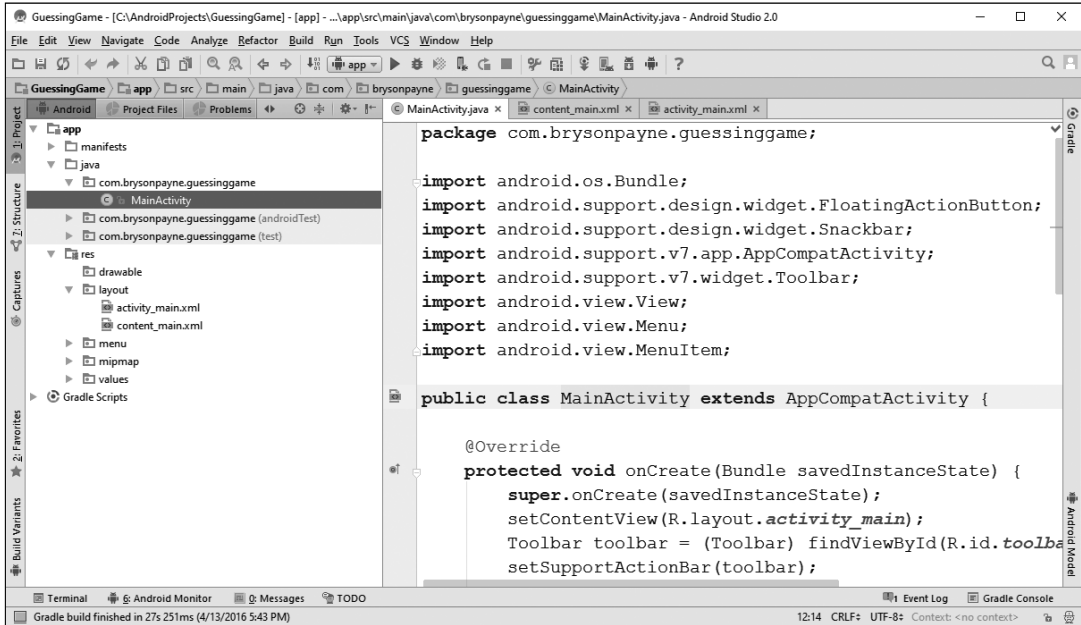 GuessingGame - [C:\AndroidProjects\GuessingGame] - [app] - ...\app\src\main\java\com\brysonpayne\guessinggame\MainActivity.java - Android Studio 2.0
File Edit View Navigate Code Analyze Refactor Build Run Tools VCS Window Help
app
GuessingGame app src main java com brysonpayne guessinggame MainActivity
Android Project Files Problems
MainActivity.java content_main.xml activity_main.xml
1: Project
7: Structure
Captures
2: Favorites
Build Variants
app
manifests
java
com.brysonpayne.guessinggame
MainActivity
com.brysonpayne.guessinggame (androidTest)
com.brysonpayne.guessinggame (test)
res
drawable
layout
activity_main.xml
content_main.xml
menu
mipmap
values
Gradle Scripts
package com.brysonpayne.guessinggame;
import android.os.Bundle;
import android.support.design.widget.FloatingActionButton;
import android.support.design.widget.Snackbar;
import android.support.v7.app.AppCompatActivity;
import android.support.v7.widget.Toolbar;
import android.view.View;
import android.view.Menu;
import android.view.MenuItem;
public class MainActivity extends AppCompatActivity {
@Override
protected void onCreate(Bundle savedInstanceState) {
super.onCreate(savedInstanceState);
setContentView(R.layout.activity_main);
Toolbar toolbar = (Toolbar) findViewById(R.id.toolba
setSupportActionBar(toolbar);
Gradle
Android Model
Terminal 6: Android Monitor 0: Messages TODO
1 Event Log Gradle Console
Gradle build finished in 27s 251ms (4/13/2016 5:43 PM)
12:14 CRLF÷ UTF-8÷ Context: <no context>